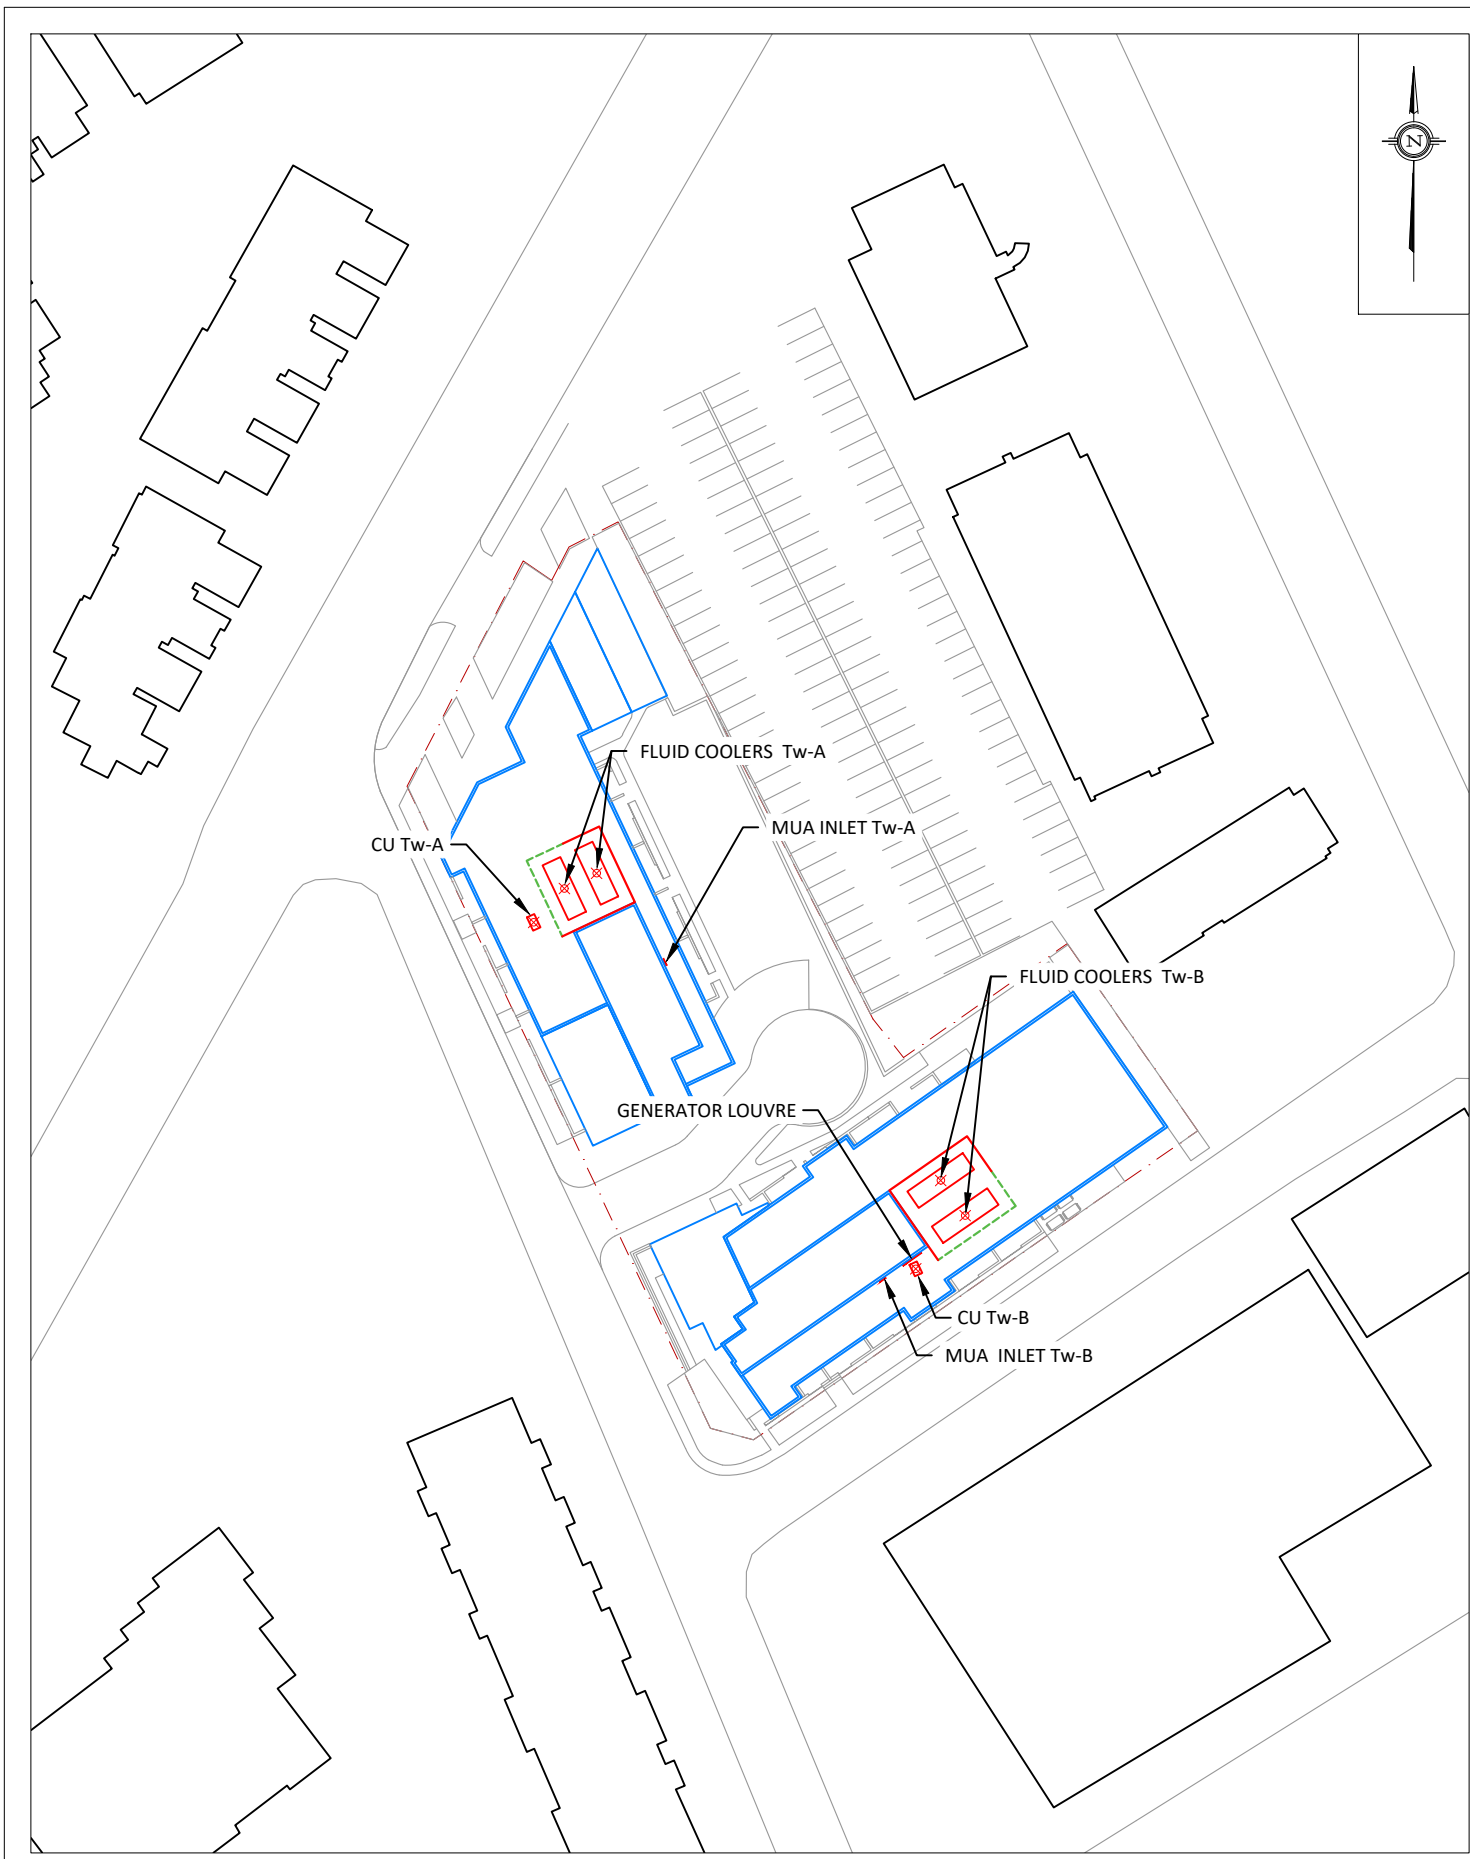 N
FLUID COOLERS Tw-A
MUA INLET Tw-A
CU Tw-A
FLUID COOLERS Tw-B
GENERATOR LOUVRE
CU Tw-B
MUA INLET Tw-B